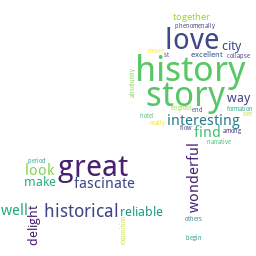 together
phenomenally
love
city
movie
st
excellent
collapse
history
absolutely
story
way
hotel
end
formation
interesting
find
flow
among
narrative
great
period
look
make
fascinate
wonderful
well
historical
reliable
delight
others
begin